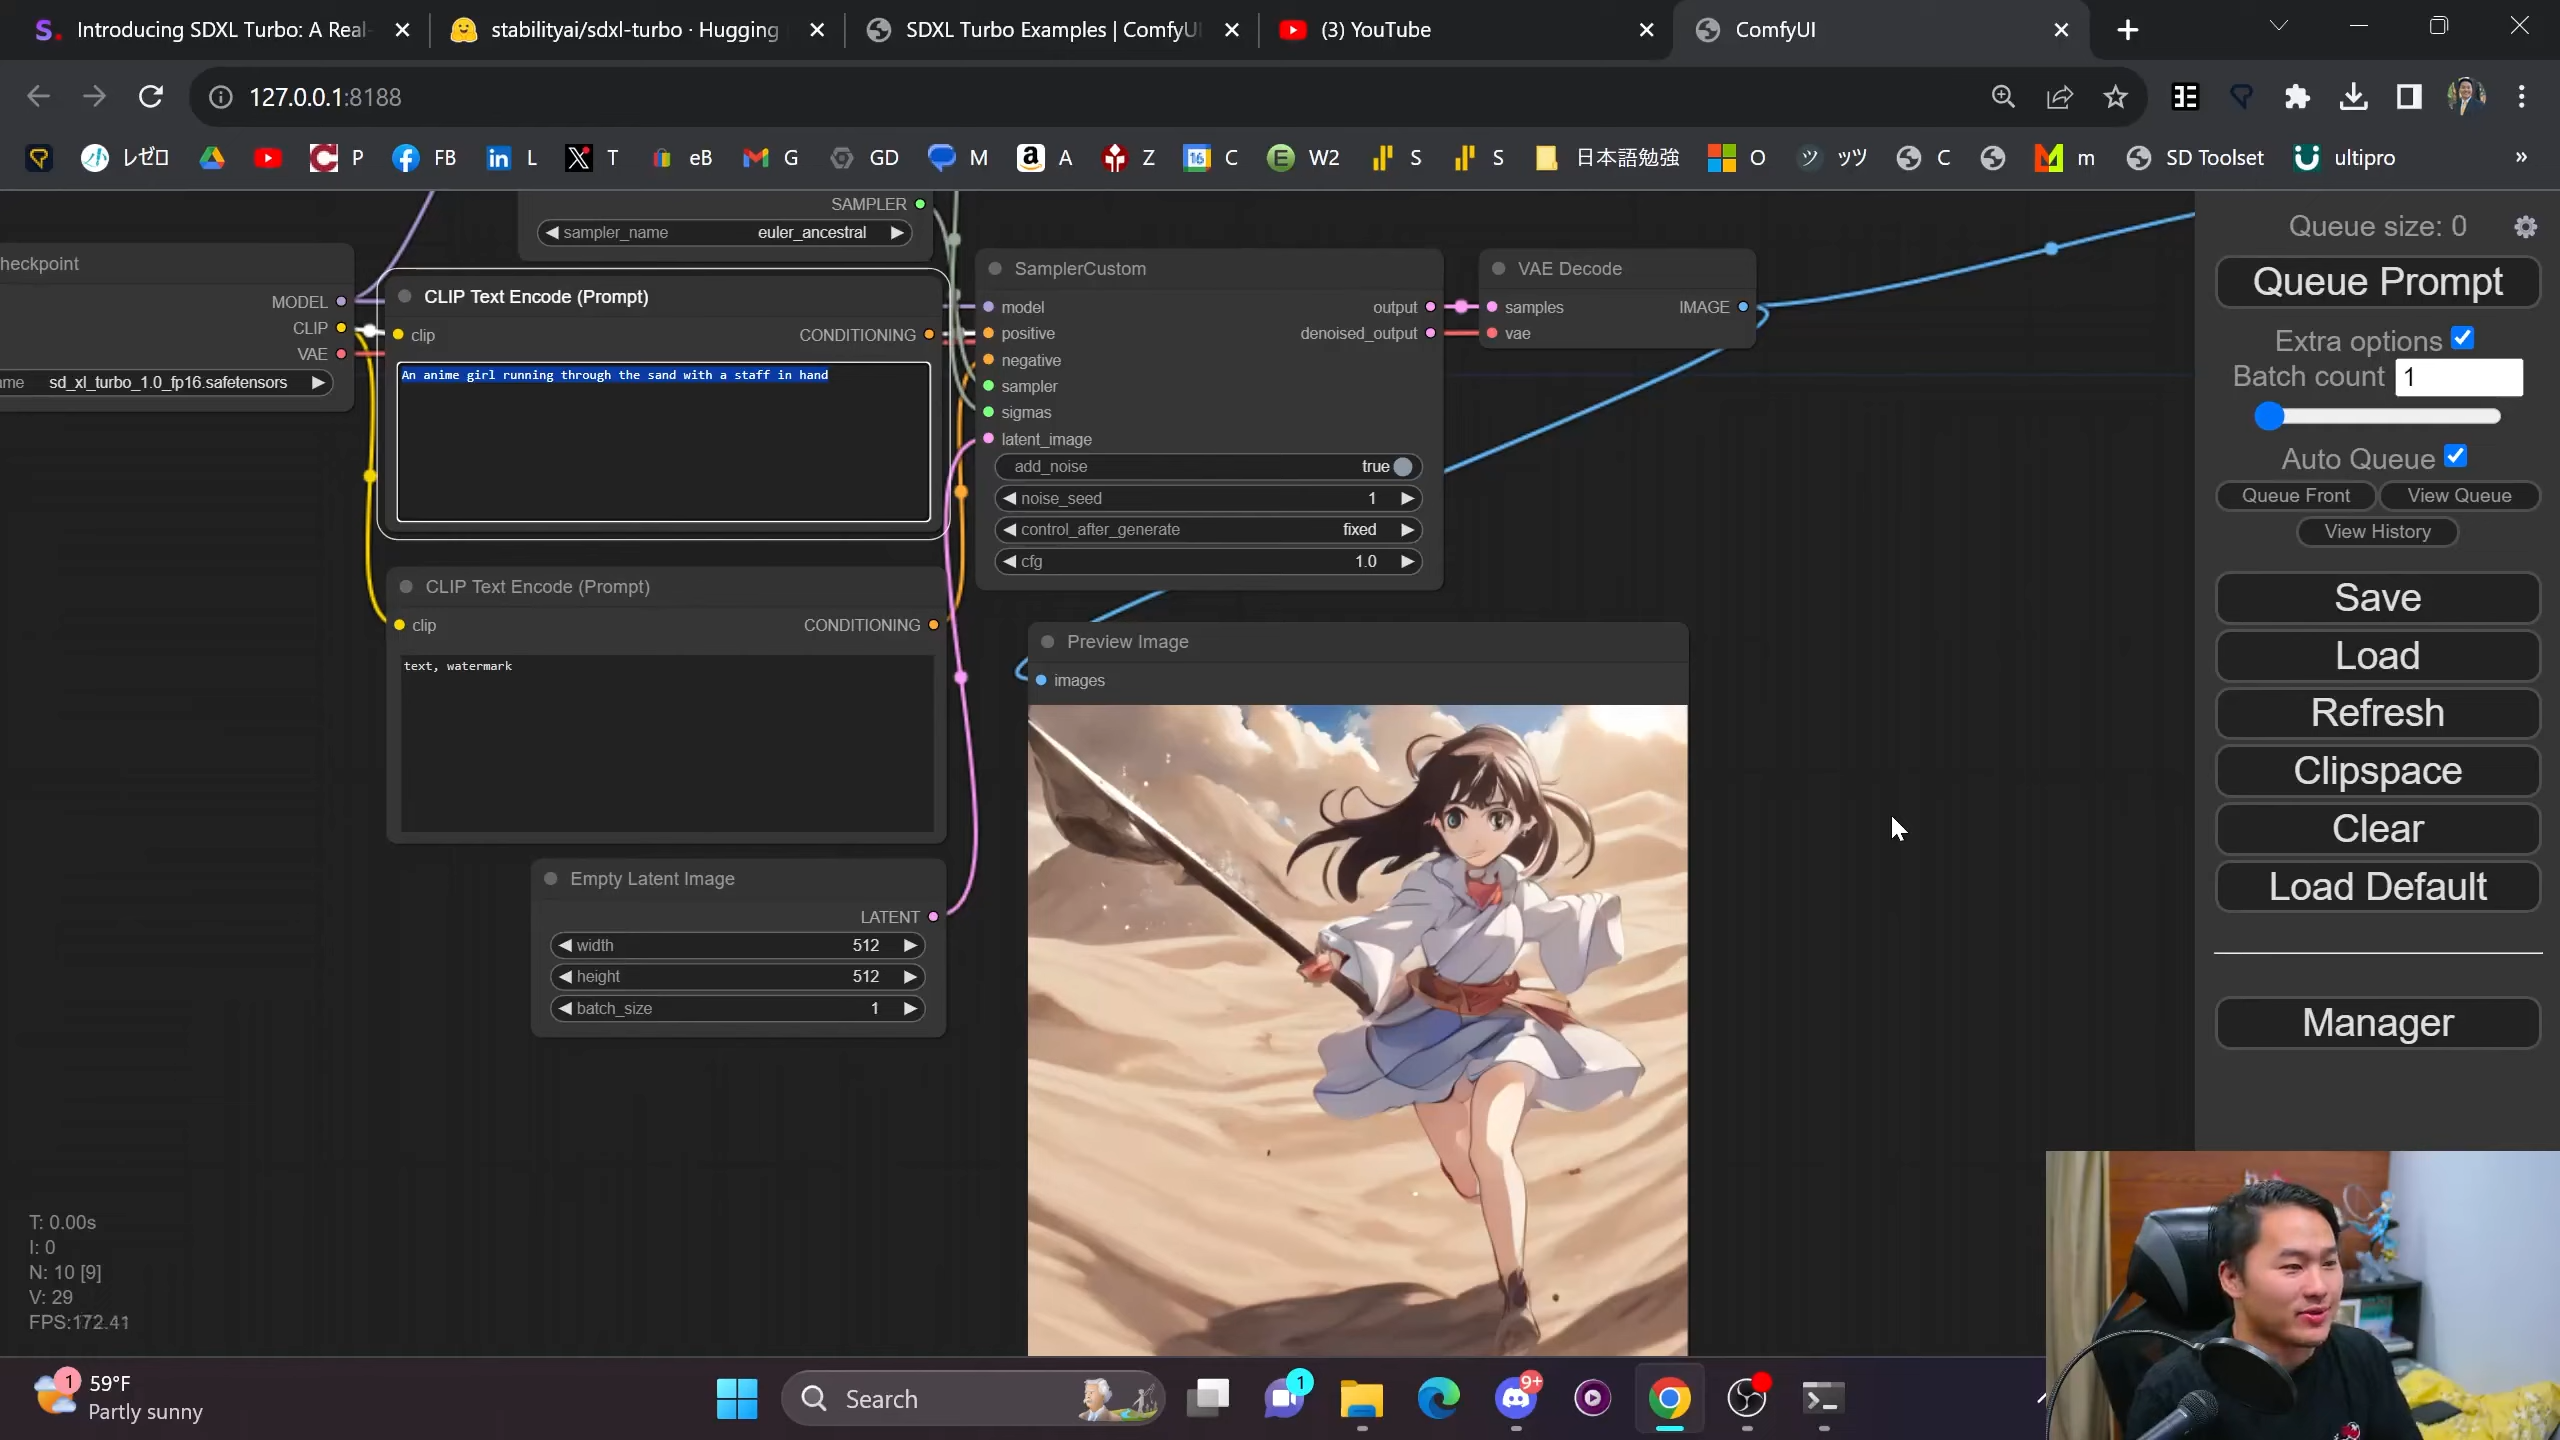 Introducing SDXL Turbo: A Real-
stabilityai/sdxl-turbo · Hugging
SDXL Turbo Examples | ComfyUI
(3) YouTube
ComfyUI
127.0.0.1:8188
レゼロ
P
FB
L
T
eB
G
GD
M
A
Z
16
C
W2
S
S
日本語勉強
O
ッツ
C
m
SD Toolset
ultipro
»
SAMPLER
sampler_name euler_ancestral
heckpoint
MODEL
CLIP
VAE
me sd_xl_turbo_1.0_fp16.safetensors
CLIP Text Encode (Prompt)
clip CONDITIONING
An anime girl running through the sand with a staff in hand
CLIP Text Encode (Prompt)
clip CONDITIONING
text, watermark
Empty Latent Image
LATENT
width 512
height 512
batch_size 1
SamplerCustom
model output
positive denoised_output
negative
sampler
sigmas
latent_image
add_noise true
noise_seed 1
control_after_generate fixed
cfg 1.0
VAE Decode
samples IMAGE
vae
Preview Image
images
Queue size: 0
Queue Prompt
Extra options
Batch count 1
Auto Queue
Queue Front View Queue
View History
Save
Load
Refresh
Clipspace
Clear
Load Default
Manager
T: 0.00s
I: 0
N: 10 [9]
V: 29
FPS:172.41
1
59°F
Partly sunny
Search
1
9+